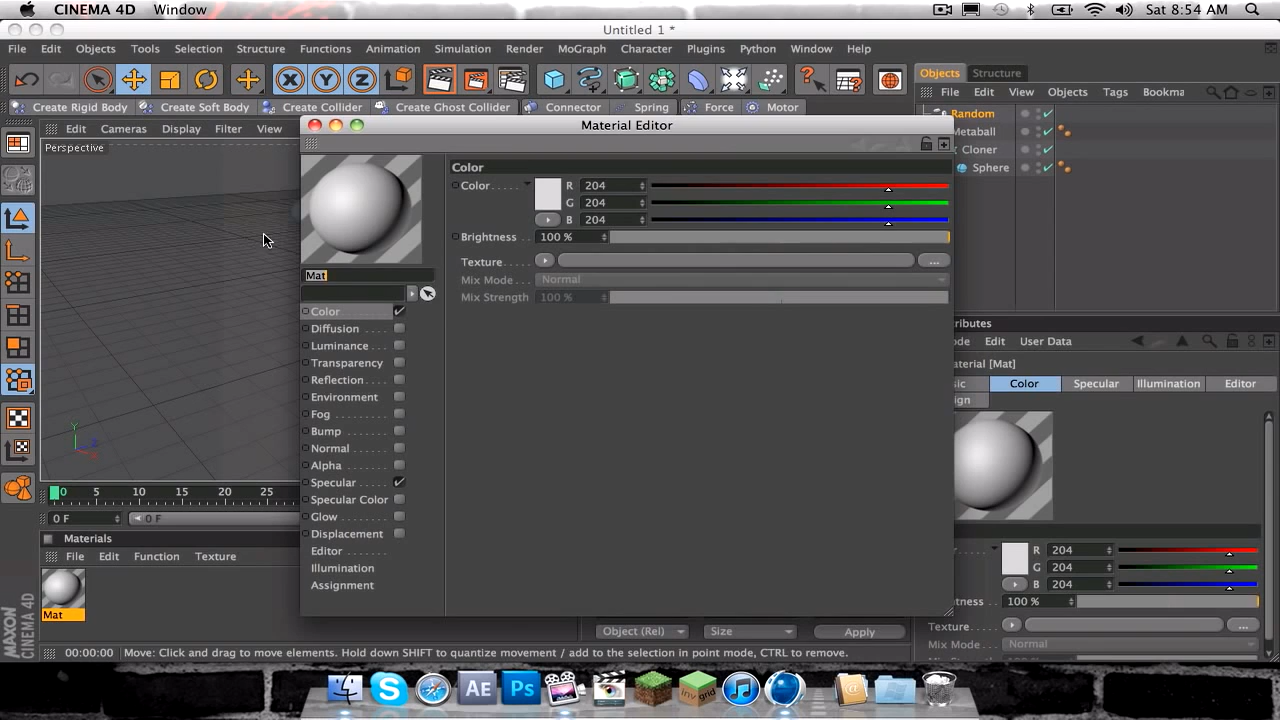 CINEMA 4D Window Sat 8:54 AM
Untitled 1 *
File Edit Objects Tools Selection Structure Functions Animation Simulation Render MoGraph Character Plugins Python Window Help
X Y Z
Objects Structure
File Edit View Objects Tags Bookma
Create Rigid Body Create Soft Body Create Collider Create Ghost Collider Connector Spring Force Motor
Random
Metaball
Cloner
Sphere
Edit Cameras Display Filter View
Perspective
Material Editor
Color
Color R 204
G 204
B 204
Brightness 100 %
Texture ...
Mix Mode Normal
Mix Strength 100 %
Mat
Color
Diffusion
Luminance
Transparency
Reflection
Environment
Fog
Bump
Normal
Alpha
Specular
Specular Color
Glow
Displacement
Editor
Illumination
Assignment
Y Z X
0 5 10 15 20 25
0 F 0 F
Materials
File Edit Function Texture
Mat
MAXON
CINEMA 4D
ributes
ode Edit User Data
aterial [Mat]
sic Color Specular Illumination Editor
ign
R 204
G 204
B 204
htness 100 %
Texture ...
Mix Mode Normal
Object (Rel) Size Apply
00:00:00 Move: Click and drag to move elements. Hold down SHIFT to quantize movement / add to the selection in point mode, CTRL to remove.
AE Ps
inv grid